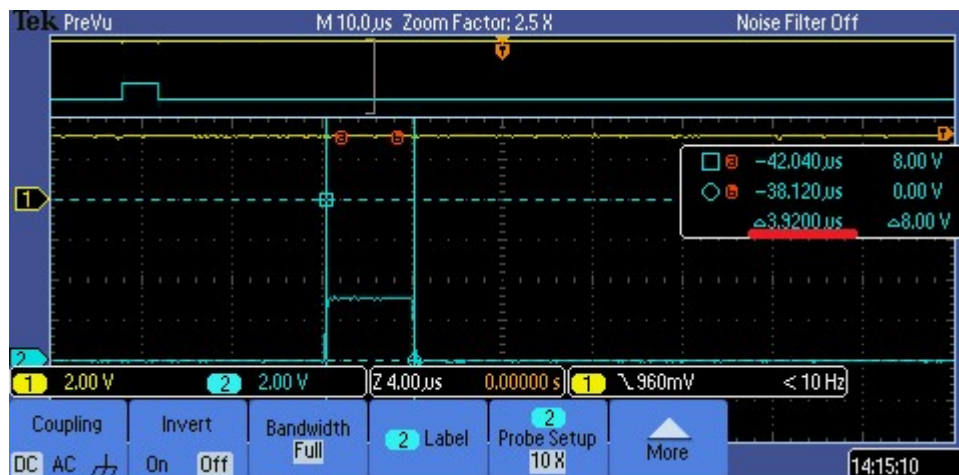 Tek PreVu M 10.0µs Zoom Factor: 2.5 X Noise Filter Off
T
a b T
a −42.040µs 8.00 V
1 b −38.120µs 0.00 V
△3.9200µs △8.00 V
2
1 2.00 V 2 2.00 V Z 4.00µs 0.00000 s 1 960mV < 10 Hz
Coupling Invert Bandwidth 2 Label 2 Probe Setup More
DC AC On Off Full 10 X
14:15:10